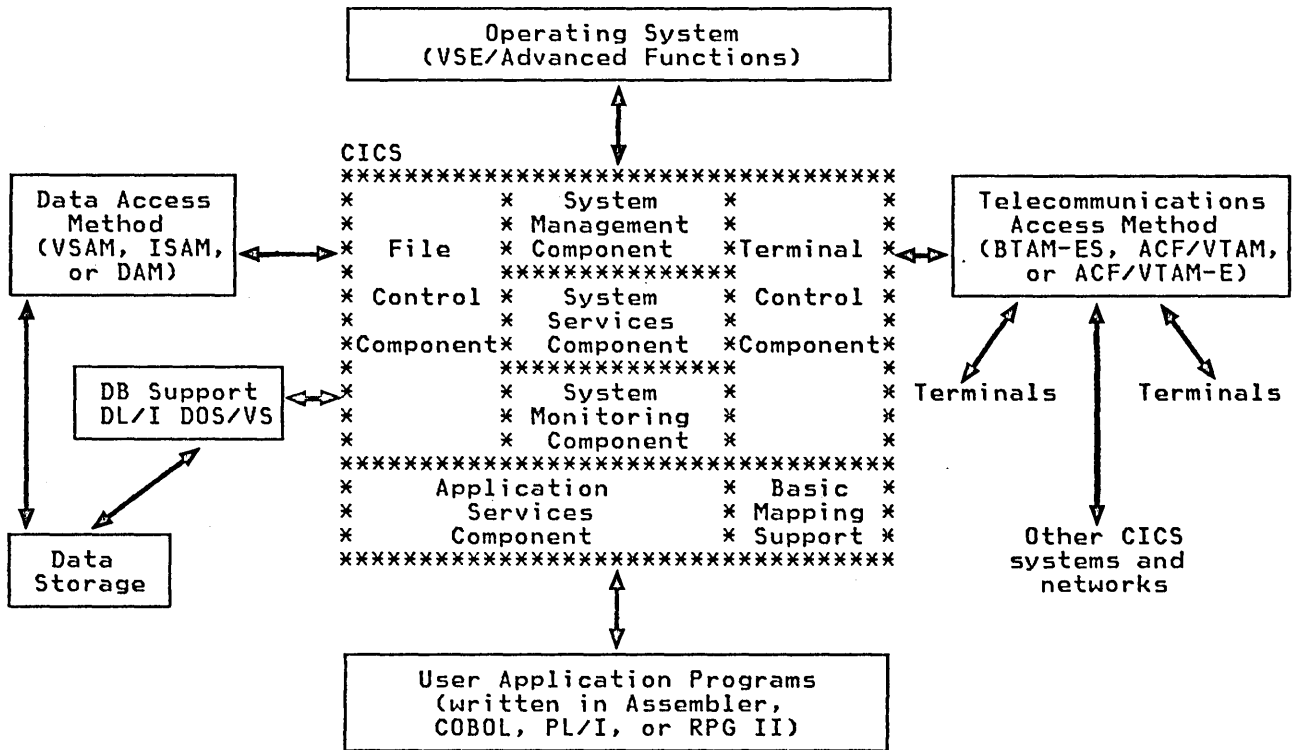 Operating System
(VSE/Advanced Functions)
CICS
Data Access
Method
(VSAM, ISAM,
or DAM)
File
Control
Component
System
Management
Component
System
Services
Component
System
Monitoring
Component
Terminal
Control
Component
Telecommunications
Access Method
(BTAM-ES, ACF/VTAM,
or ACF/VTAM-E)
DB Support
DL/I DOS/VS
Terminals
Terminals
Application
Services
Component
Basic
Mapping
Support
Data
Storage
Other CICS
systems and
networks
User Application Programs
(written in Assembler,
COBOL, PL/I, or RPG II)